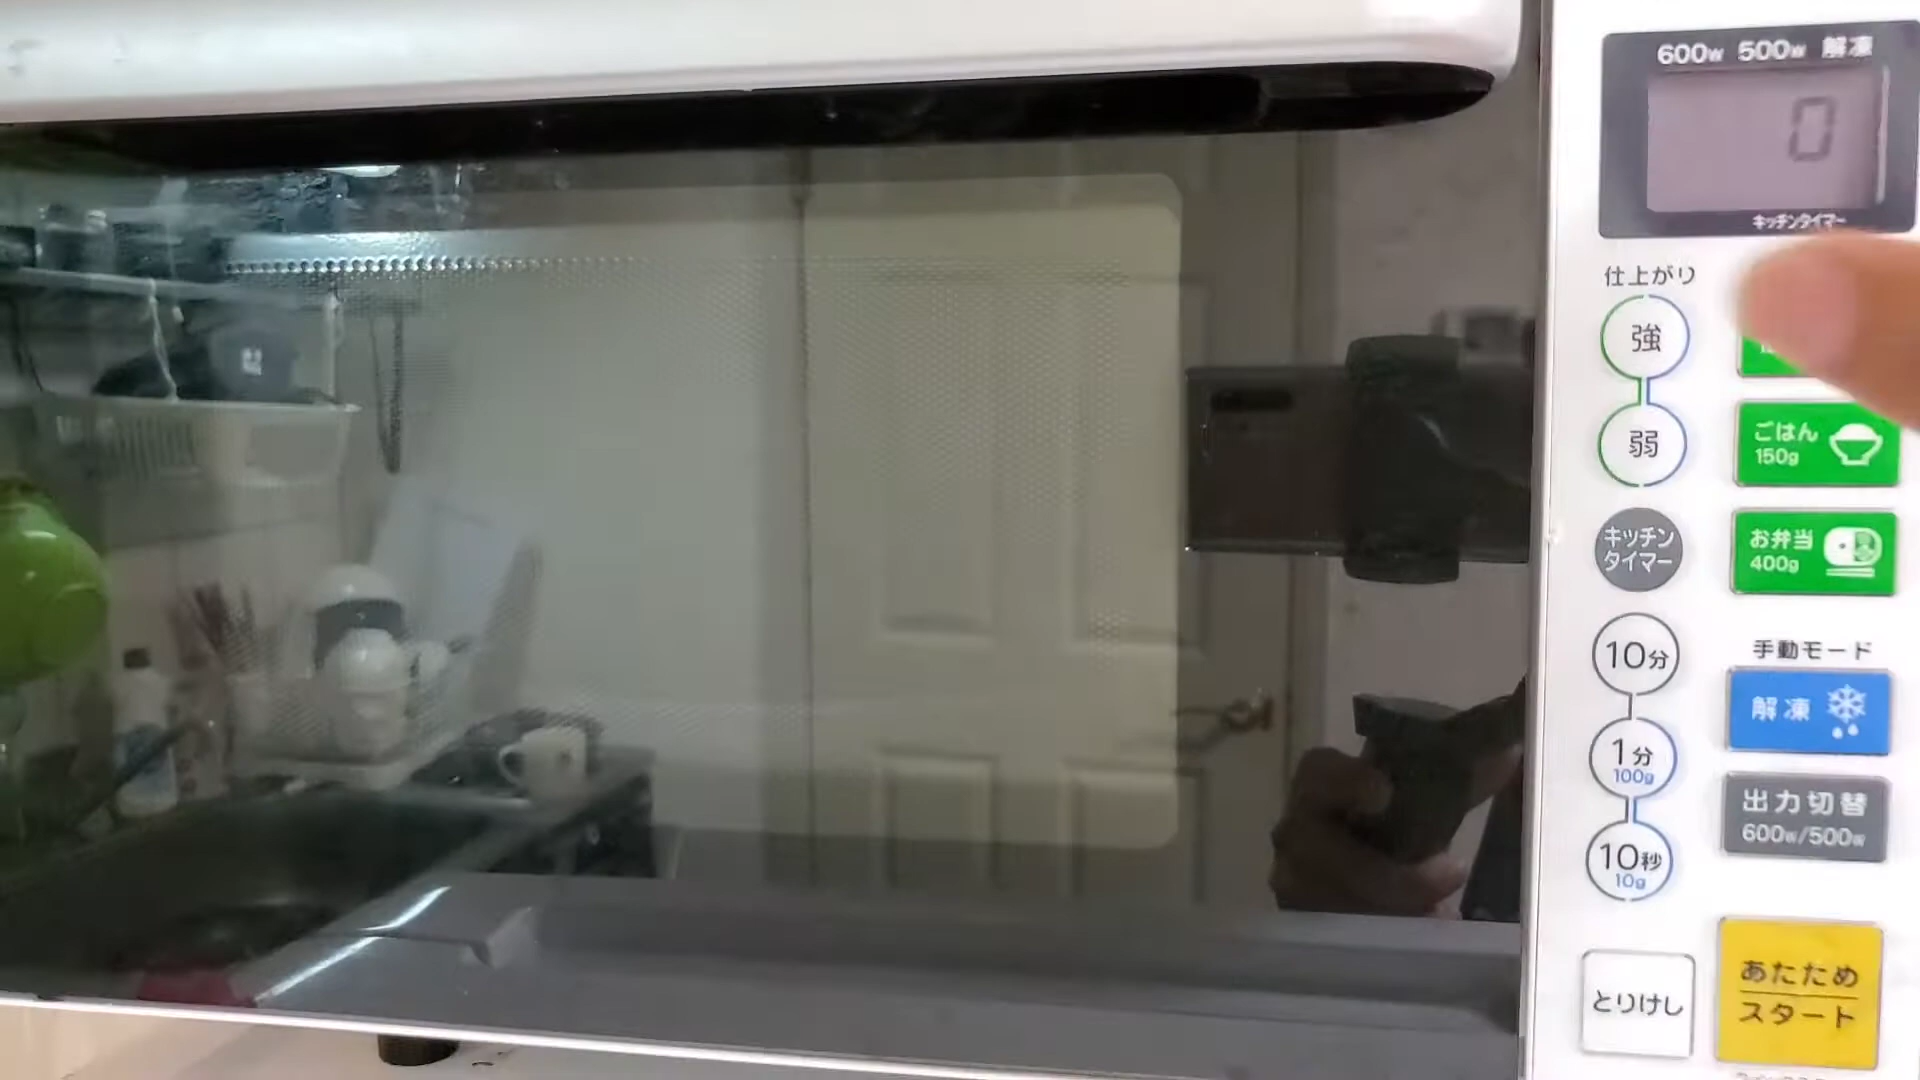 600w 500w 解凍
0
キッチンタイマー
仕上がり
強
弱
ごはん
150g
お弁当
400g
キッチン
タイマー
10分
手動モード
解凍
1分
100g
出力切替
600w/500w
10秒
10g
とりけし
あたため
スタート